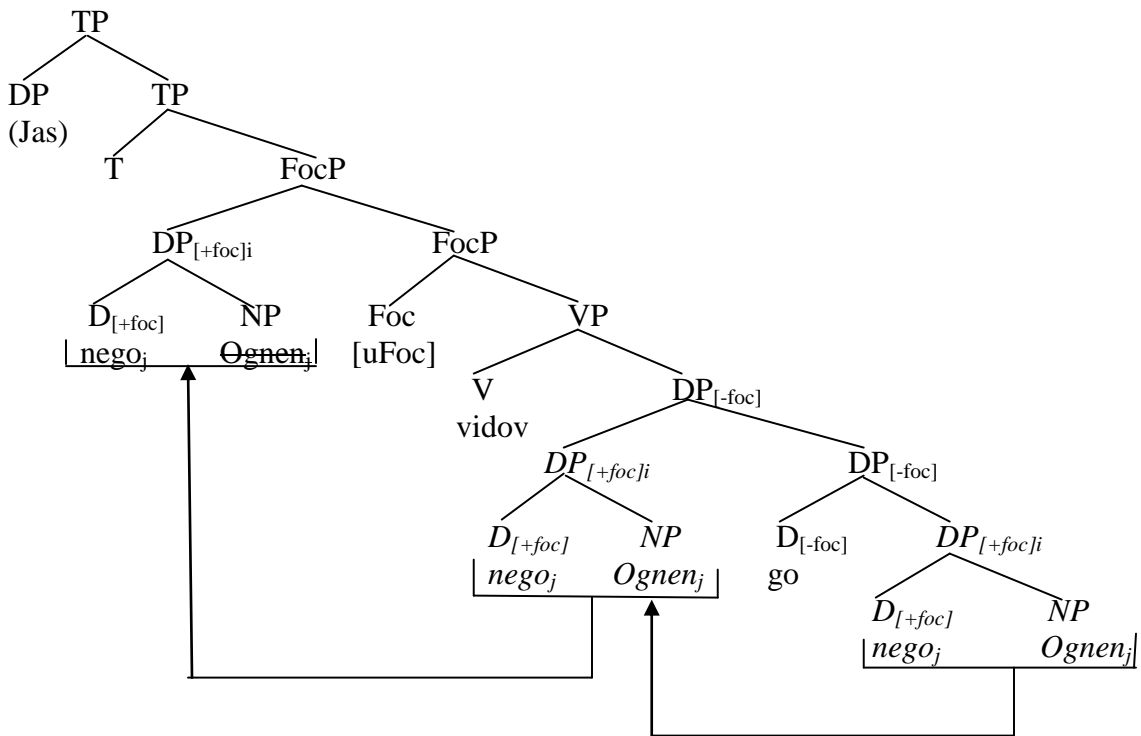 TP
DP TP
(Jas)
T FocP
DP[+foc]i FocP
D[+foc] NP Foc VP
negoj Ognenj [uFoc]
V DP[-foc]
vidov
DP[+foc]i DP[-foc]
D[+foc] NP D[-foc] DP[+foc]i
negoj Ognenj go
D[+foc] NP
negoj Ognenj